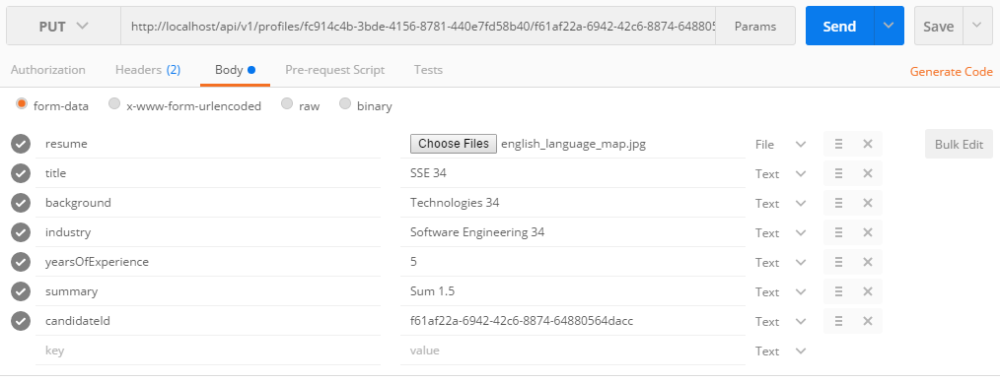 PUT http://localhost/api/v1/profiles/fc914c4b-3bde-4156-8781-440e7fd58b40/f61af22a-6942-42c6-8874-648805 Params Send Save
Authorization Headers (2) Body Pre-request Script Tests Generate Code
form-data x-www-form-urlencoded raw binary
resume Choose Files english_language_map.jpg File Bulk Edit
title SSE 34 Text
background Technologies 34 Text
industry Software Engineering 34 Text
yearsOfExperience 5 Text
summary Sum 1.5 Text
candidateId f61af22a-6942-42c6-8874-64880564dacc Text
key value Text